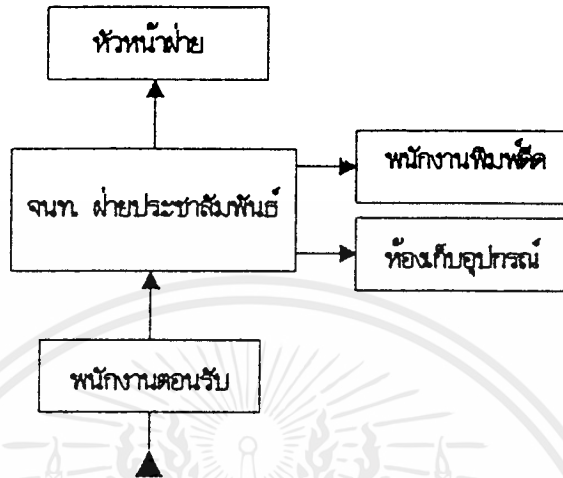 หัวหน้าฝ่าย
พนักงานพิมพ์ดีด
จนท. ฝ่ายประชาสัมพันธ์
ห้องเก็บอุปกรณ์
พนักงานตอนรับ